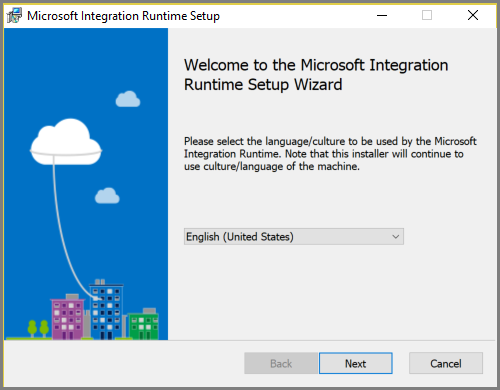 Microsoft Integration Runtime Setup
Welcome to the Microsoft Integration
Runtime Setup Wizard
Please select the language/culture to be used by the Microsoft
Integration Runtime. Note that this installer will continue to
use culture/language of the machine.
English (United States)
Back
Next
Cancel